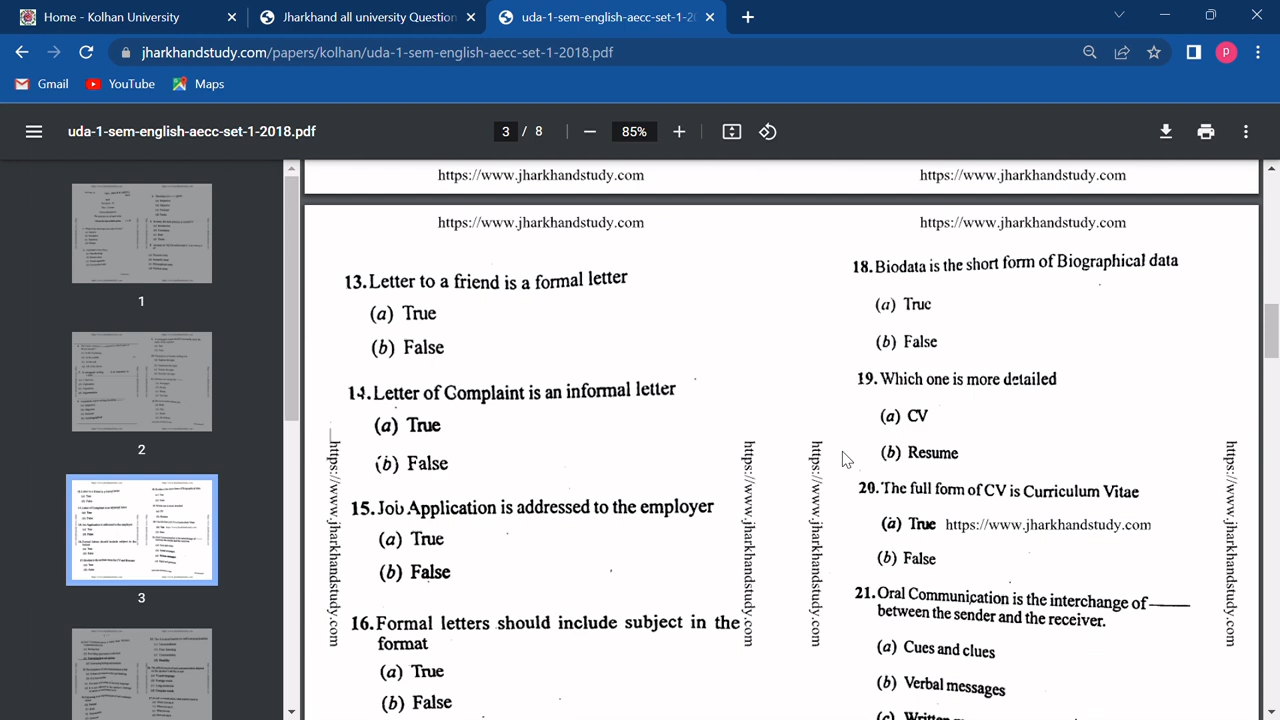 Home - Kolhan University
Jharkhand all university Question
uda-1-sem-english-aecc-set-1-20
jharkhandstudy.com/papers/kolhan/uda-1-sem-english-aecc-set-1-2018.pdf
P
Gmail
YouTube
Maps
uda-1-sem-english-aecc-set-1-2018.pdf
3 / 8
85%
1
2
3
https://www.jharkhandstudy.com
https://www.jharkhandstudy.com
https://www.jharkhandstudy.com
13. Letter to a friend is a formal letter
(a) True
(b) False
14. Letter of Complaint is an informal letter
(a) True
(b) False
15. Job Application is addressed to the employer
(a) True
(b) False
16. Formal letters should include subject in the
format
(a) True
(b) False
https://www.jharkhandstudy.com
https://www.jharkhandstudy.com
https://www.jharkhandstudy.com
18. Biodata is the short form of Biographical data
(a) True
(b) False
19. Which one is more detailed
(a) CV
(b) Resume
20. The full form of CV is Curriculum Vitae
(a) True https://www.jharkhandstudy.com
(b) False
21. Oral Communication is the interchange of ———
between the sender and the receiver.
(a) Cues and clues
(b) Verbal messages
https://www.jharkhandstudy.com
https://www.jharkhandstudy.com